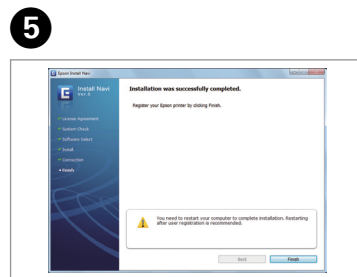 5
Epson Install Navi
E
Install Navi
Installation was successfully completed.
Register your Epson printer by clicking Finish.
License Agreement
System Check
Software Select
Install
Connection
Finish
You need to restart your computer to complete installation. Restarting
after user registration is recommended.
Back
Finish